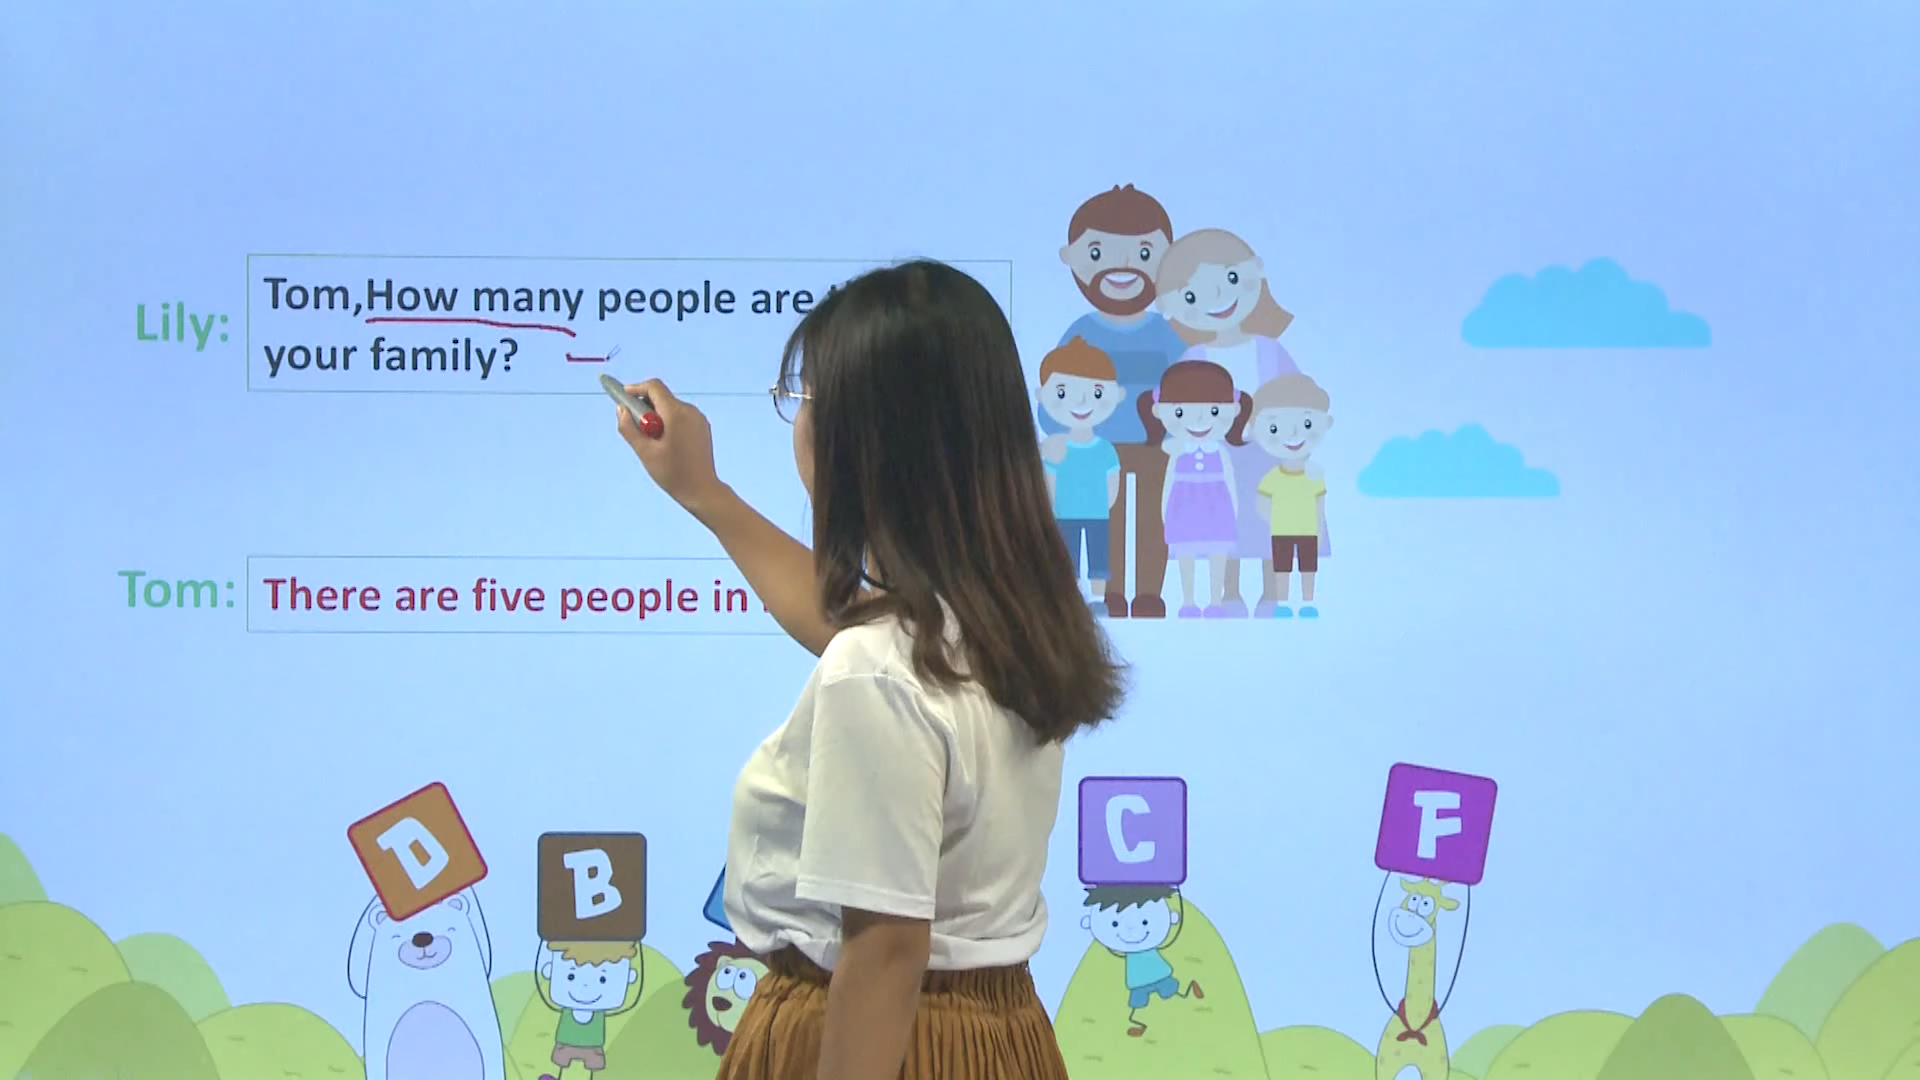 Lily:
Tom,How many people are
your family?
Tom:
There are five people in
D
B
C
F